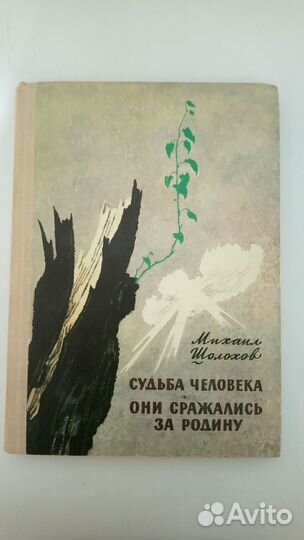 Михаил
Шолохов
СУДЬБА ЧЕЛОВЕКА
ОНИ СРАЖАЛИСЬ
ЗА РОДИНУ
Avito